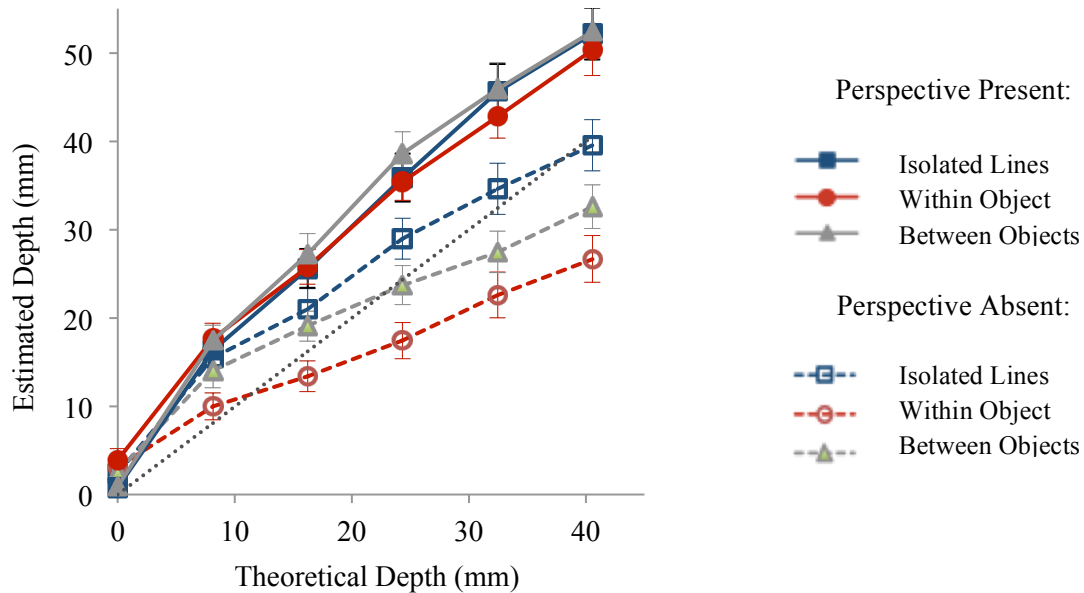 50
40
30
20
10
0
Estimated Depth (mm)
0 10 20 30 40
Theoretical Depth (mm)
Perspective Present:
Isolated Lines
Within Object
Between Objects
Perspective Absent:
Isolated Lines
Within Object
Between Objects